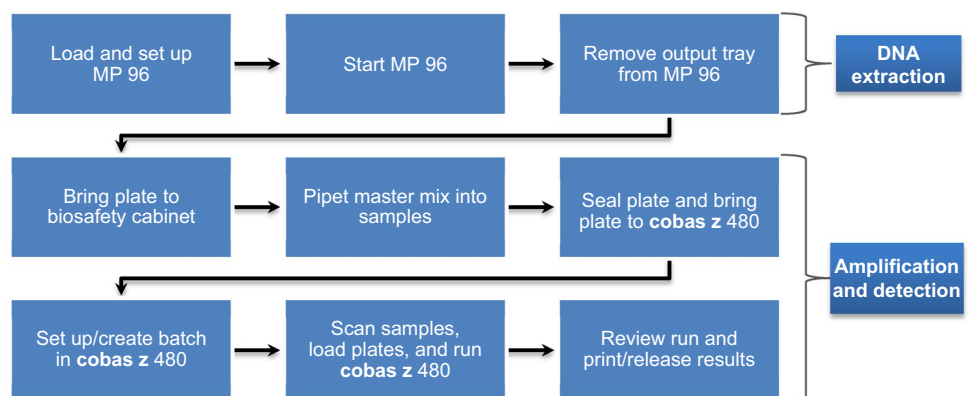 Load and set up
MP 96
Start MP 96
Remove output tray
from MP 96
DNA
extraction
Bring plate to
biosafety cabinet
Pipet master mix into
samples
Seal plate and bring
plate to cobas z 480
Amplification
and detection
Set up/create batch
in cobas z 480
Scan samples,
load plates, and run
cobas z 480
Review run and
print/release results